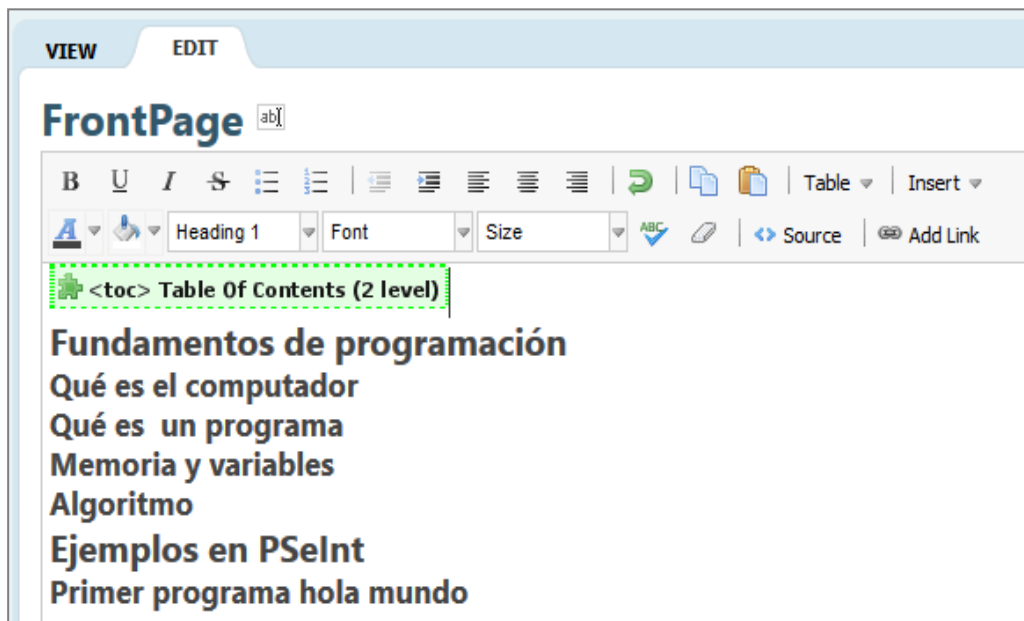 VIEW EDIT
FrontPage ab
B U I S Table Insert
A Heading 1 Font Size ABC Source Add Link
<toc> Table Of Contents (2 level)
Fundamentos de programación
Qué es el computador
Qué es  un programa
Memoria y variables
Algoritmo
Ejemplos en PSeInt
Primer programa hola mundo